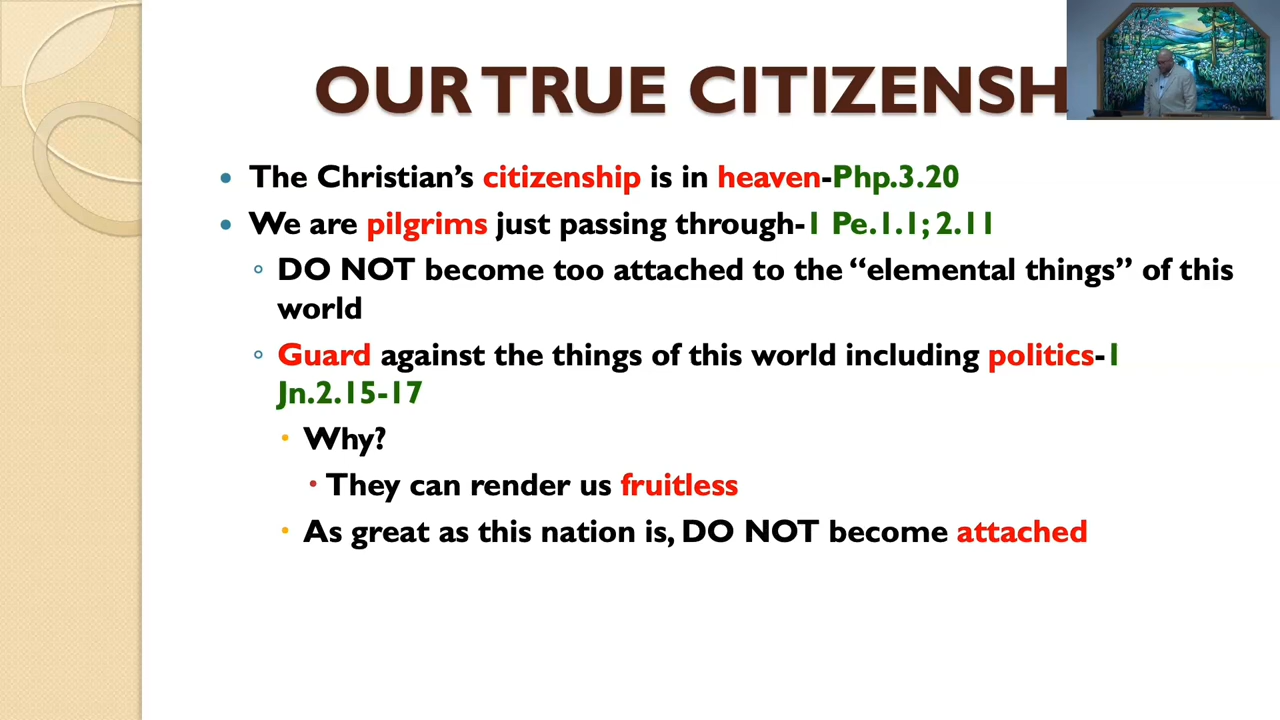 OUR TRUE CITIZENSH
• The Christian’s citizenship is in heaven-Php.3.20
• We are pilgrims just passing through-1 Pe.1.1; 2.11
◦ DO NOT become too attached to the “elemental things” of this
world
◦ Guard against the things of this world including politics-1
Jn.2.15-17
• Why?
• They can render us fruitless
• As great as this nation is, DO NOT become attached